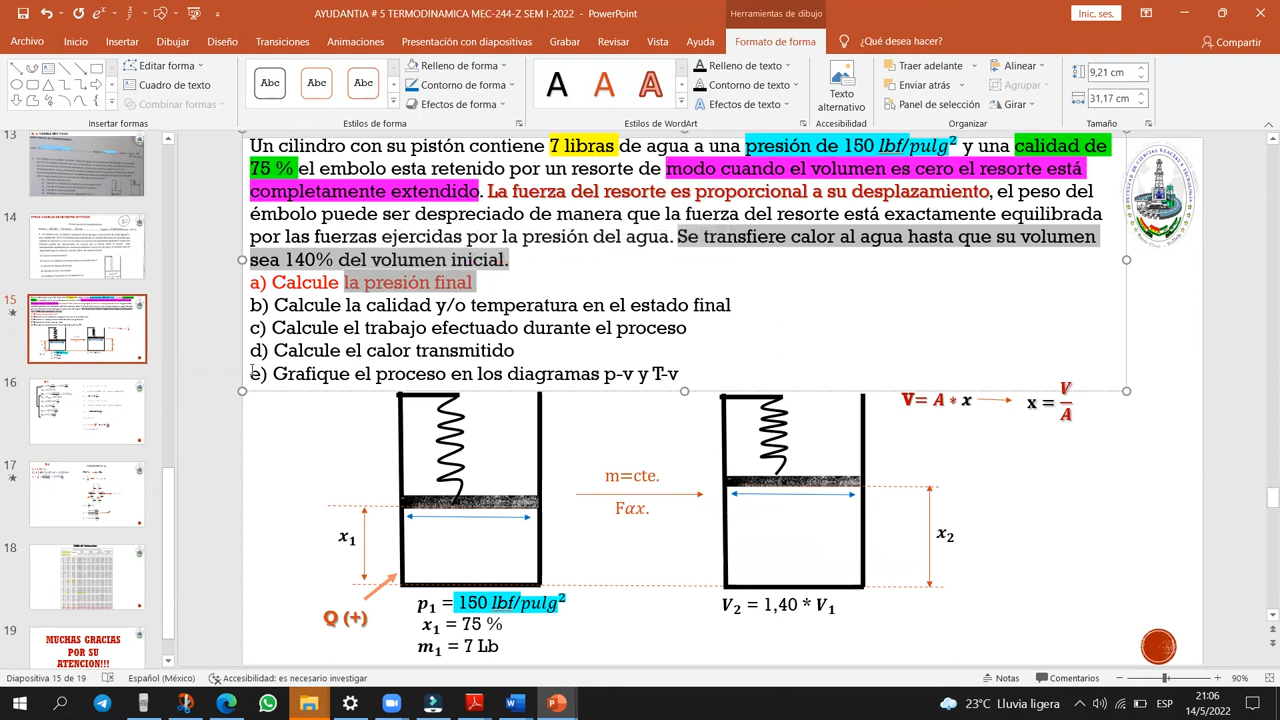 AYUDANTIA # 5 TERMODINAMICA MEC-244-Z SEM I-2022 - PowerPoint
Herramientas de dibujo
Inic. ses.
Archivo Inicio Insertar Dibujar Diseño Transiciones Animaciones Presentación con diapositivas Grabar Revisar Vista Ayuda Formato de forma ¿Qué desea hacer? Compartir
Editar forma
Cuadro de texto
Combinar formas
Insertar formas
Abc Abc Abc
Relleno de forma
Contorno de forma
Efectos de forma
Estilos de forma
A A A
Relleno de texto
Contorno de texto
Efectos de texto
Estilos de WordArt
Texto
alternativo
Accesibilidad
Traer adelante
Enviar atrás
Panel de selección
Alinear
Agrupar
Girar
Organizar
9,21 cm
31,17 cm
Tamaño
13
14
15
16
17
18
19
MUCHAS GRACIAS
POR SU
ATENCION!!!
Un cilindro con su pistón contiene 7 libras de agua a una presión de 150 lbf/pulg² y una calidad de
75 % el embolo esta retenido por un resorte de modo cuando el volumen es cero el resorte está
completamente extendido. La fuerza del resorte es proporcional a su desplazamiento, el peso del
émbolo puede ser despreciado de manera que la fuerza del resorte está exactamente equilibrada
por las fuerzas ejercidas por la presión del agua. Se transfiere calor al agua hasta que su volumen
sea 140% del volumen inicial
a) Calcule la presión final
b) Calcule la calidad y/o temperatura en el estado final
c) Calcule el trabajo efectuado durante el proceso
d) Calcule el calor transmitido
e) Grafique el proceso en los diagramas p-v y T-v
V= A * x
x = V/A
m=cte.
Fαx.
x₁
x₂
Q (+)
p₁ = 150 lbf/pulg²
x₁ = 75 %
m₁ = 7 Lb
V₂ = 1,40 * V₁
Diapositiva 15 de 19 Español (México) Accesibilidad: es necesario investigar Notas Comentarios 90%
23°C Lluvia ligera ESP 21:06
14/5/2022